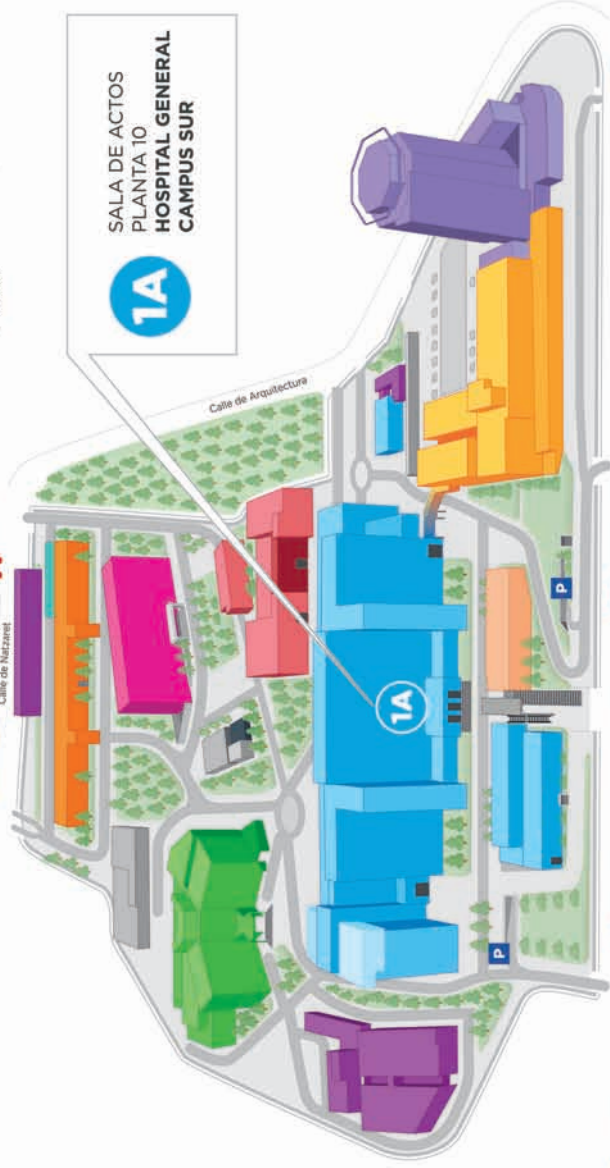 Calle de Natzaret
Calle de Arquitectura
1A
SALA DE ACTOS
PLANTA 10
HOSPITAL GENERAL
CAMPUS SUR
1A
P
P